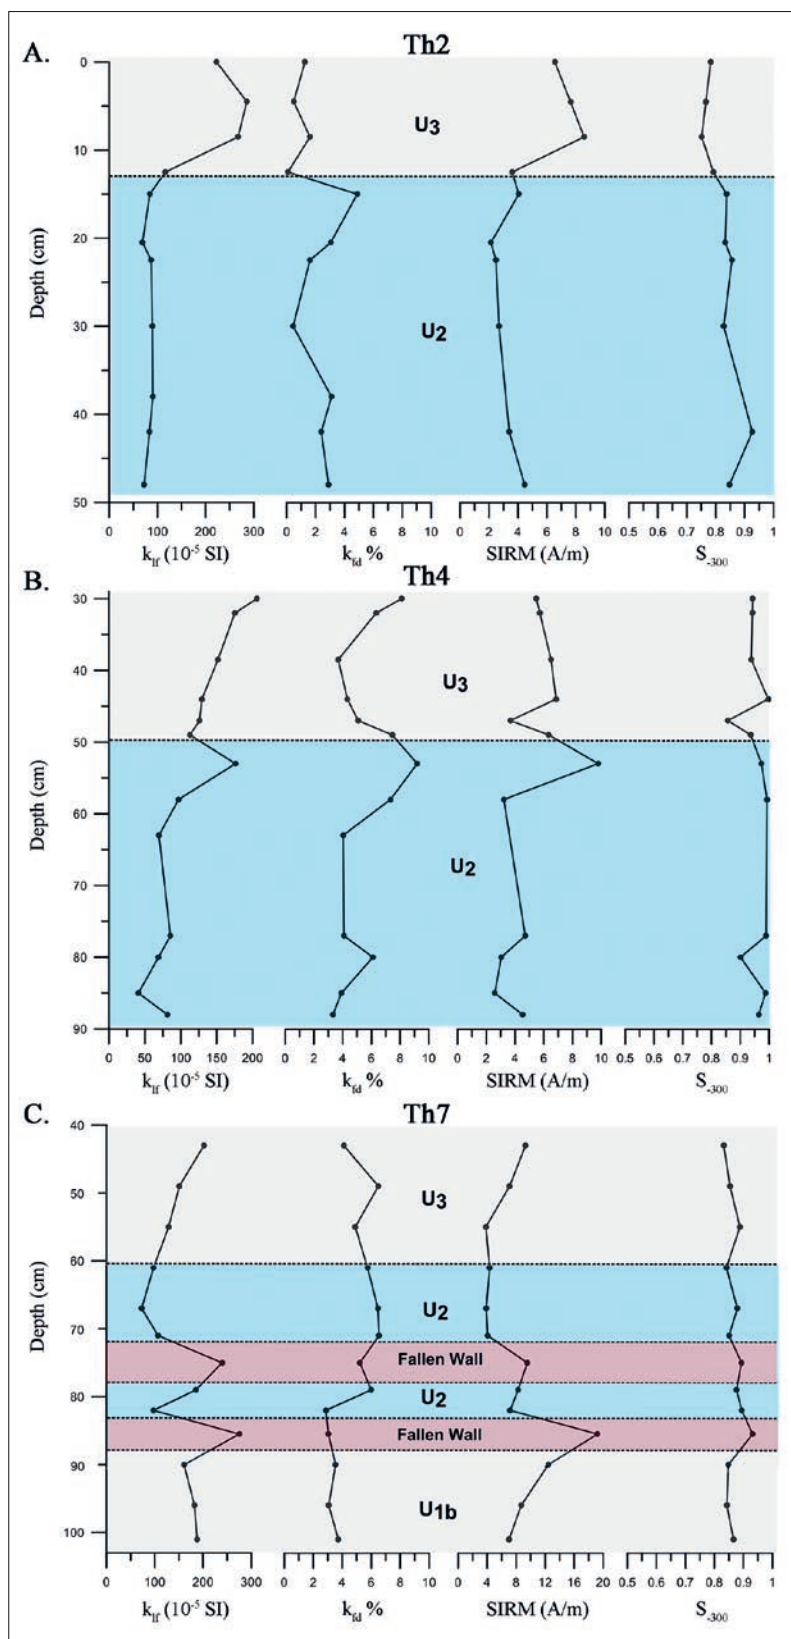 A.
Th2
0
10
20
30
40
50
Depth (cm)
U3
U2
0 100 200 300
0 2 4 6 8 10
0 2 4 6 8 10
0.5 0.6 0.7 0.8 0.9 1
klf (10-5 SI)
kfd %
SIRM (A/m)
S-300
B.
Th4
30
40
50
60
70
80
90
Depth (cm)
U3
U2
0 50 100 150 200
0 2 4 6 8 10
0 2 4 6 8 10
0.5 0.6 0.7 0.8 0.9 1
klf (10-5 SI)
kfd %
SIRM (A/m)
S-300
C.
Th7
40
50
60
70
80
90
100
Depth (cm)
U3
U2
Fallen Wall
U2
Fallen Wall
U1b
0 100 200 300
0 2 4 6 8 10
0 4 8 12 16 20
0.5 0.6 0.7 0.8 0.9 1
klf (10-5 SI)
kfd %
SIRM (A/m)
S-300